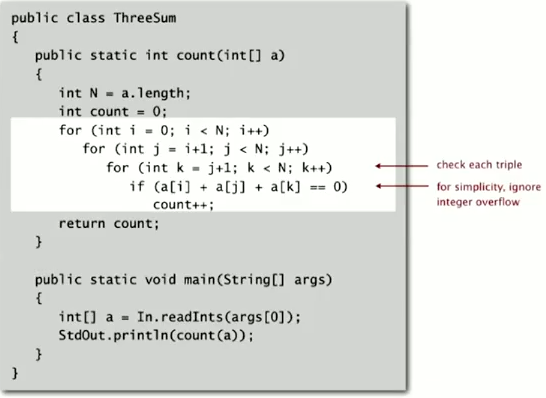 public class ThreeSum
{
public static int count(int[] a)
{
int N = a.length;
int count = 0;
for (int i = 0; i < N; i++)
for (int j = i+1; j < N; j++)
for (int k = j+1; k < N; k++)
check each triple
if (a[i] + a[j] + a[k] == 0)
for simplicity, ignore
integer overflow
count++;
return count;
}
public static void main(String[] args)
{
int[] a = In.readInts(args[0]);
StdOut.println(count(a));
}
}